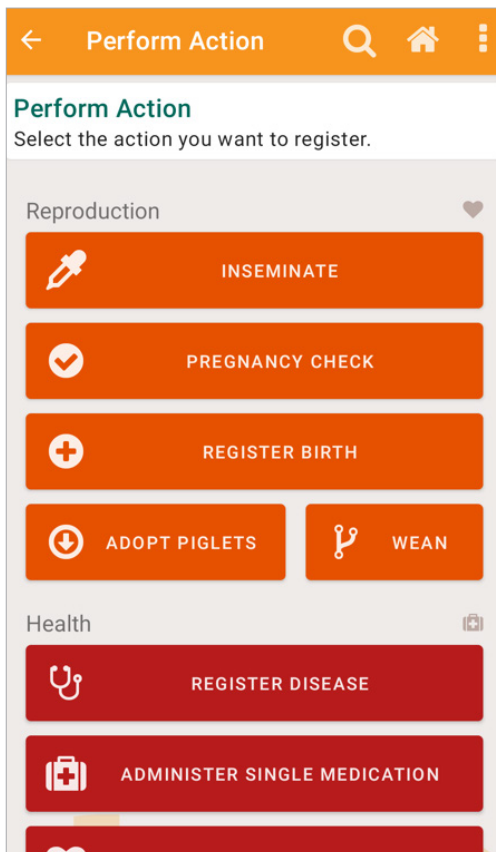 Perform Action
Perform Action
Select the action you want to register.
Reproduction
INSEMINATE
PREGNANCY CHECK
REGISTER BIRTH
ADOPT PIGLETS
WEAN
Health
REGISTER DISEASE
ADMINISTER SINGLE MEDICATION